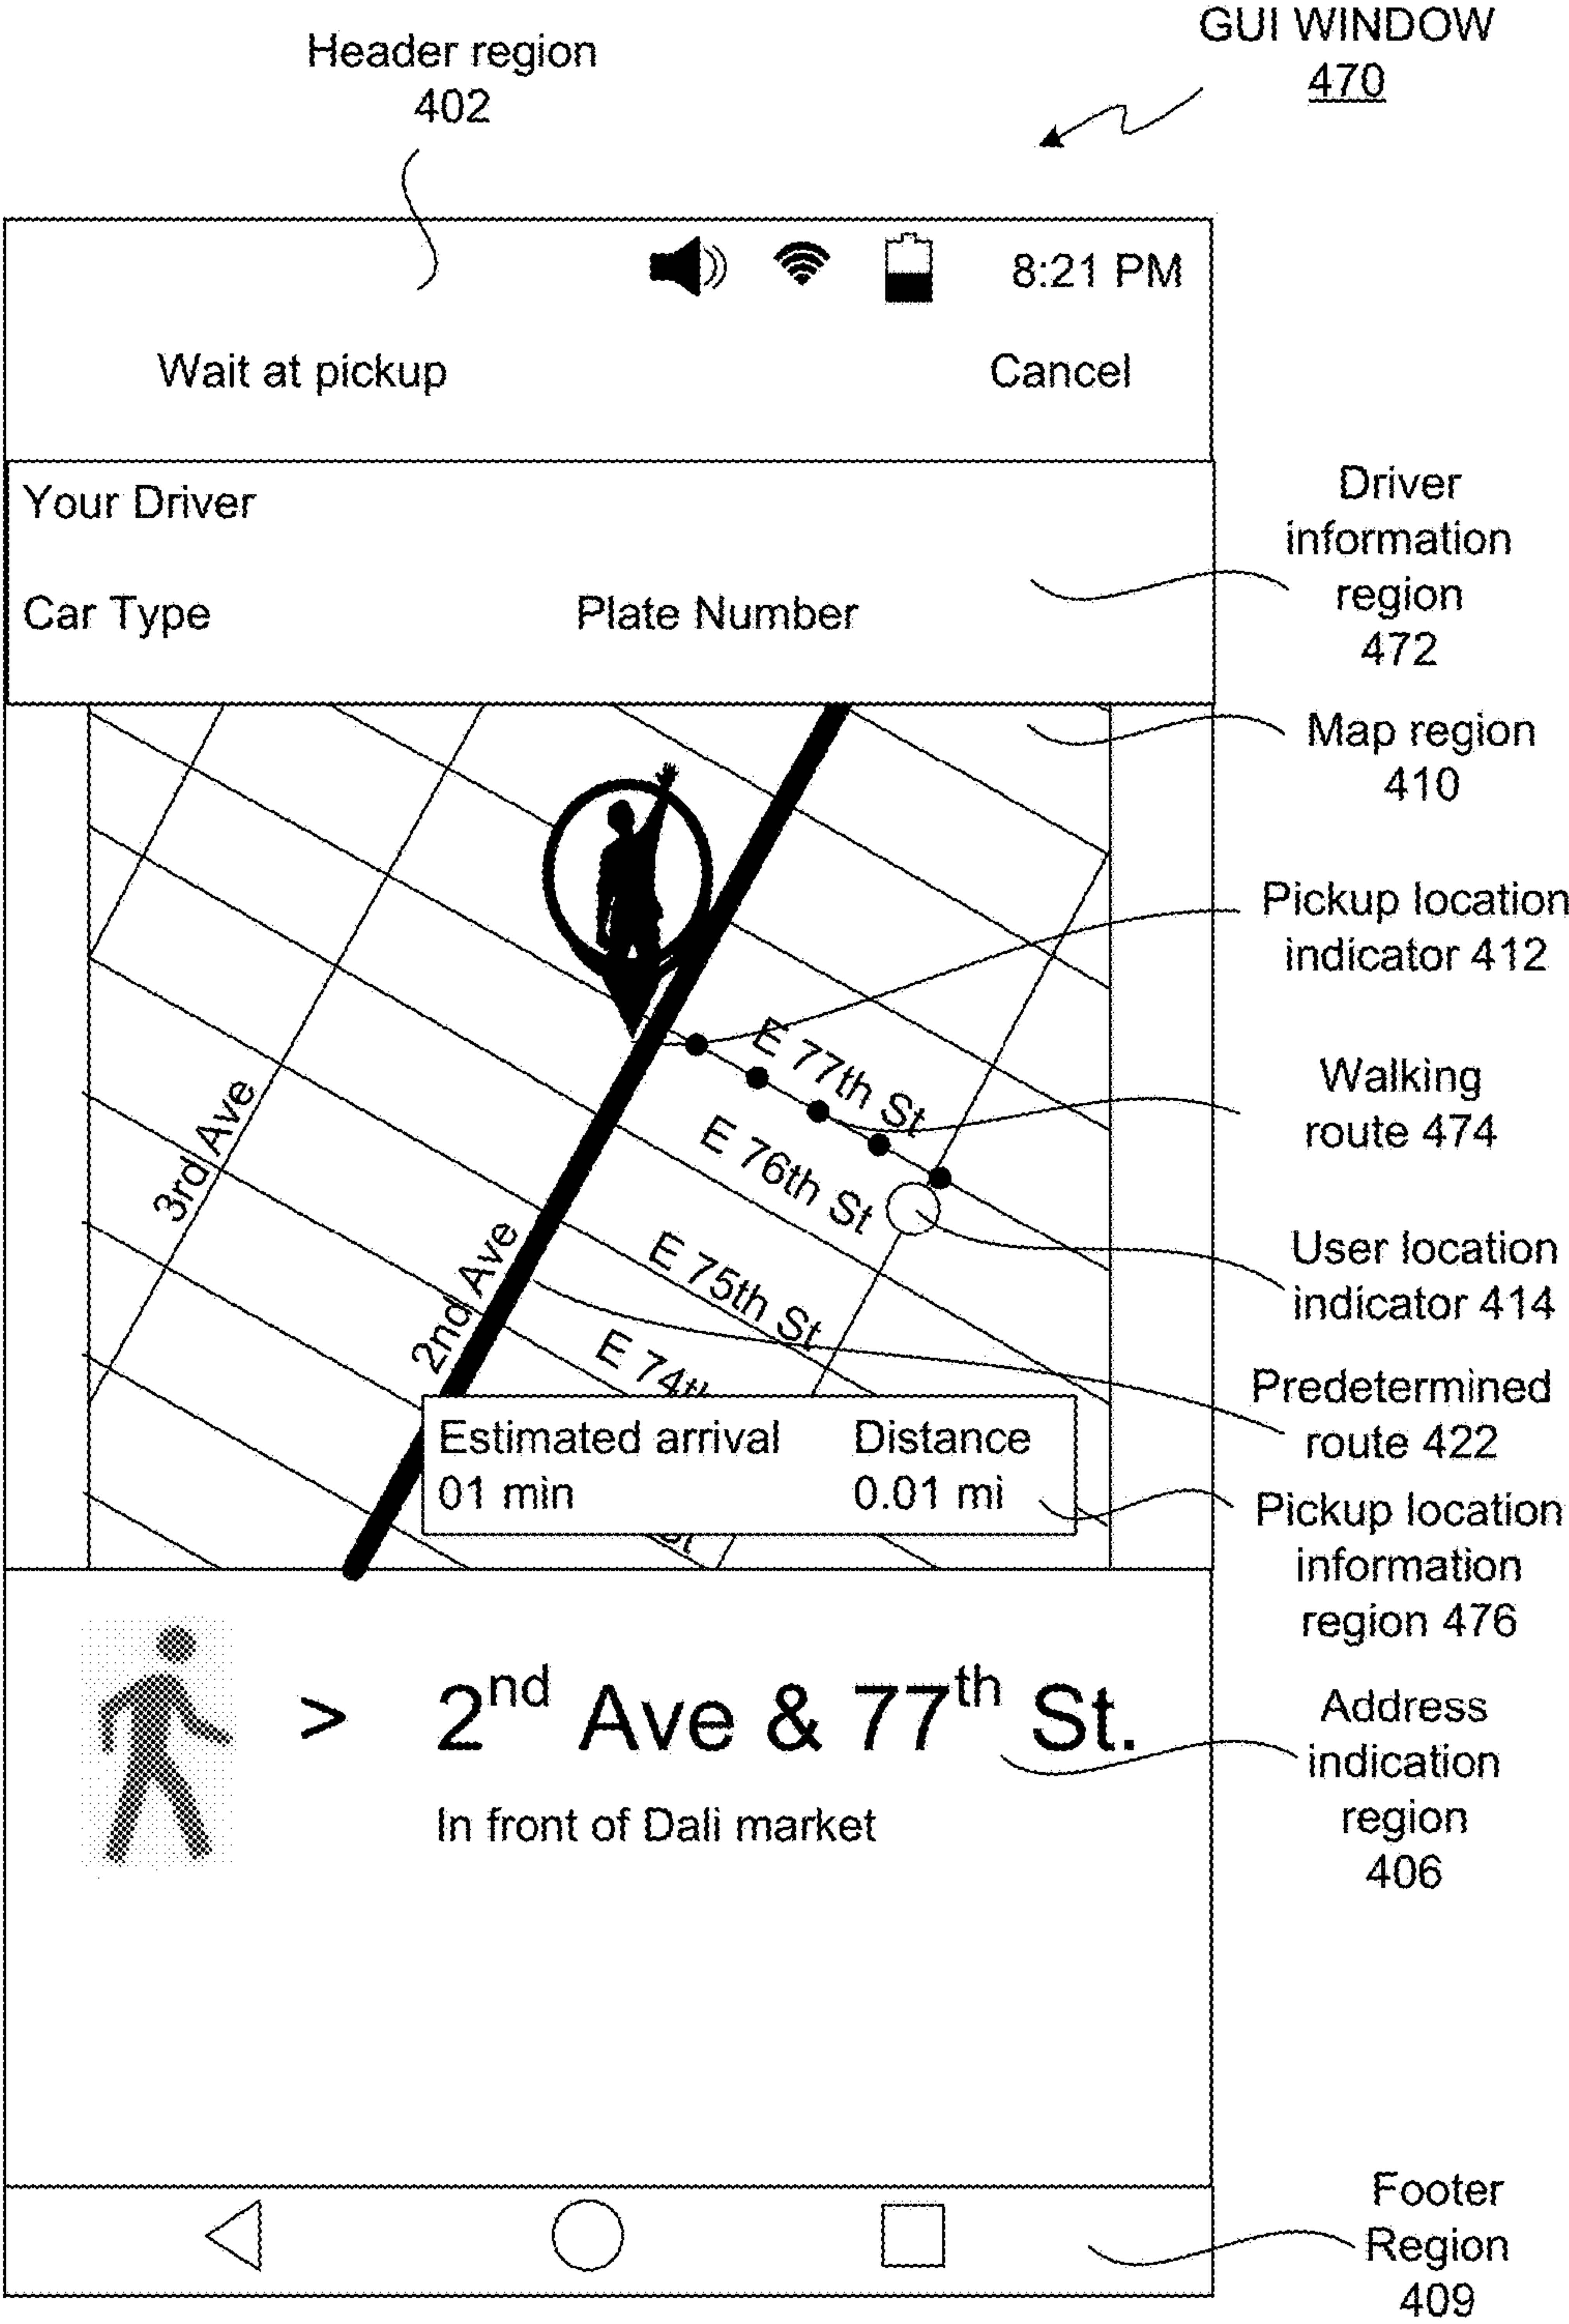 GUI WINDOW
470
Header region
402
8:21 PM
Wait at pickup
Cancel
Your Driver
Car Type
Plate Number
Driver
information
region
472
Map region
410
Pickup location
indicator 412
E 77th St
Walking
route 474
3rd Ave
E 76th St
User location
indicator 414
2nd Ave
E 75th St
E 74th
Predetermined
route 422
Estimated arrival
01 min
Distance
0.01 mi
St
Pickup location
information
region 476
> 2nd Ave & 77th St.
In front of Dali market
Address
indication
region
406
Footer
Region
409